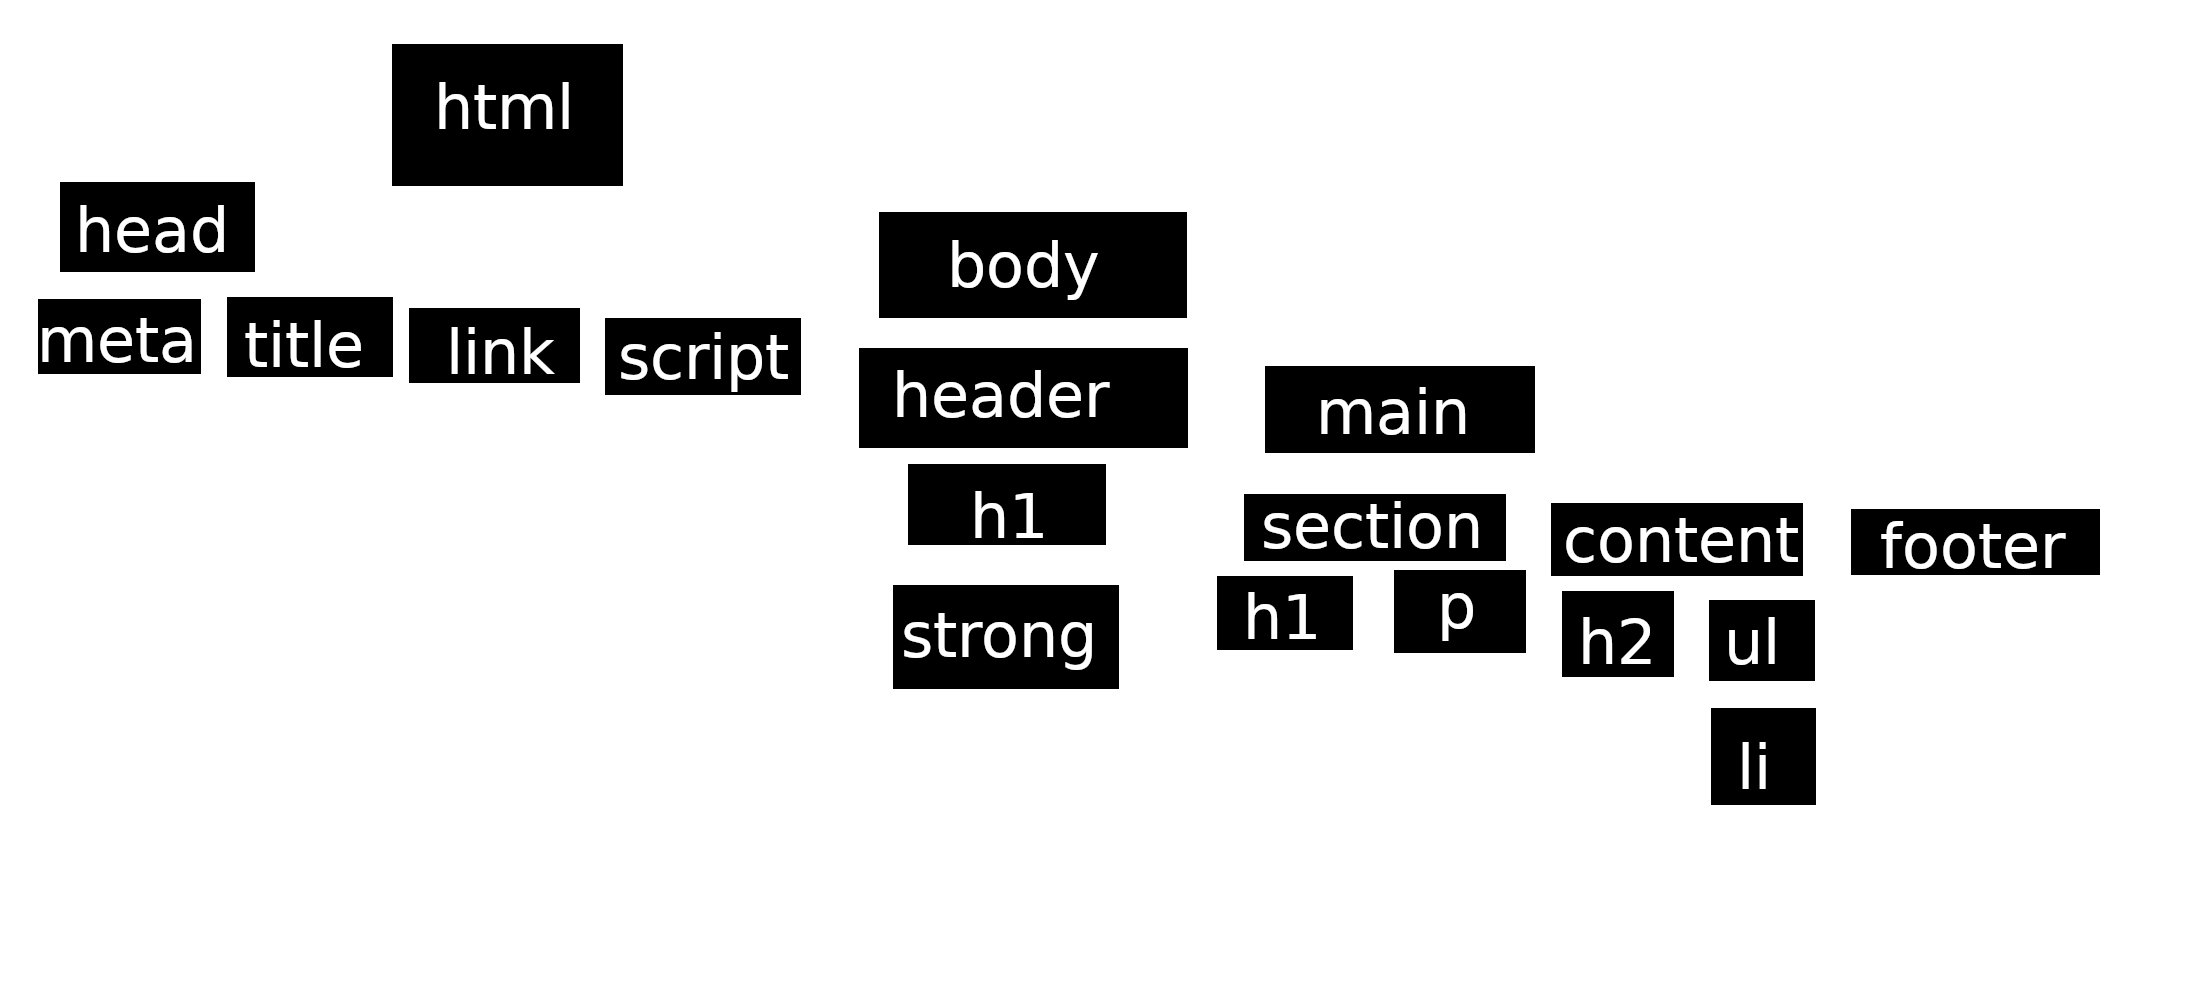 html
head
body
meta
title
link
script
header
main
h1
section
content
footer
strong
h1
p
h2
ul
li